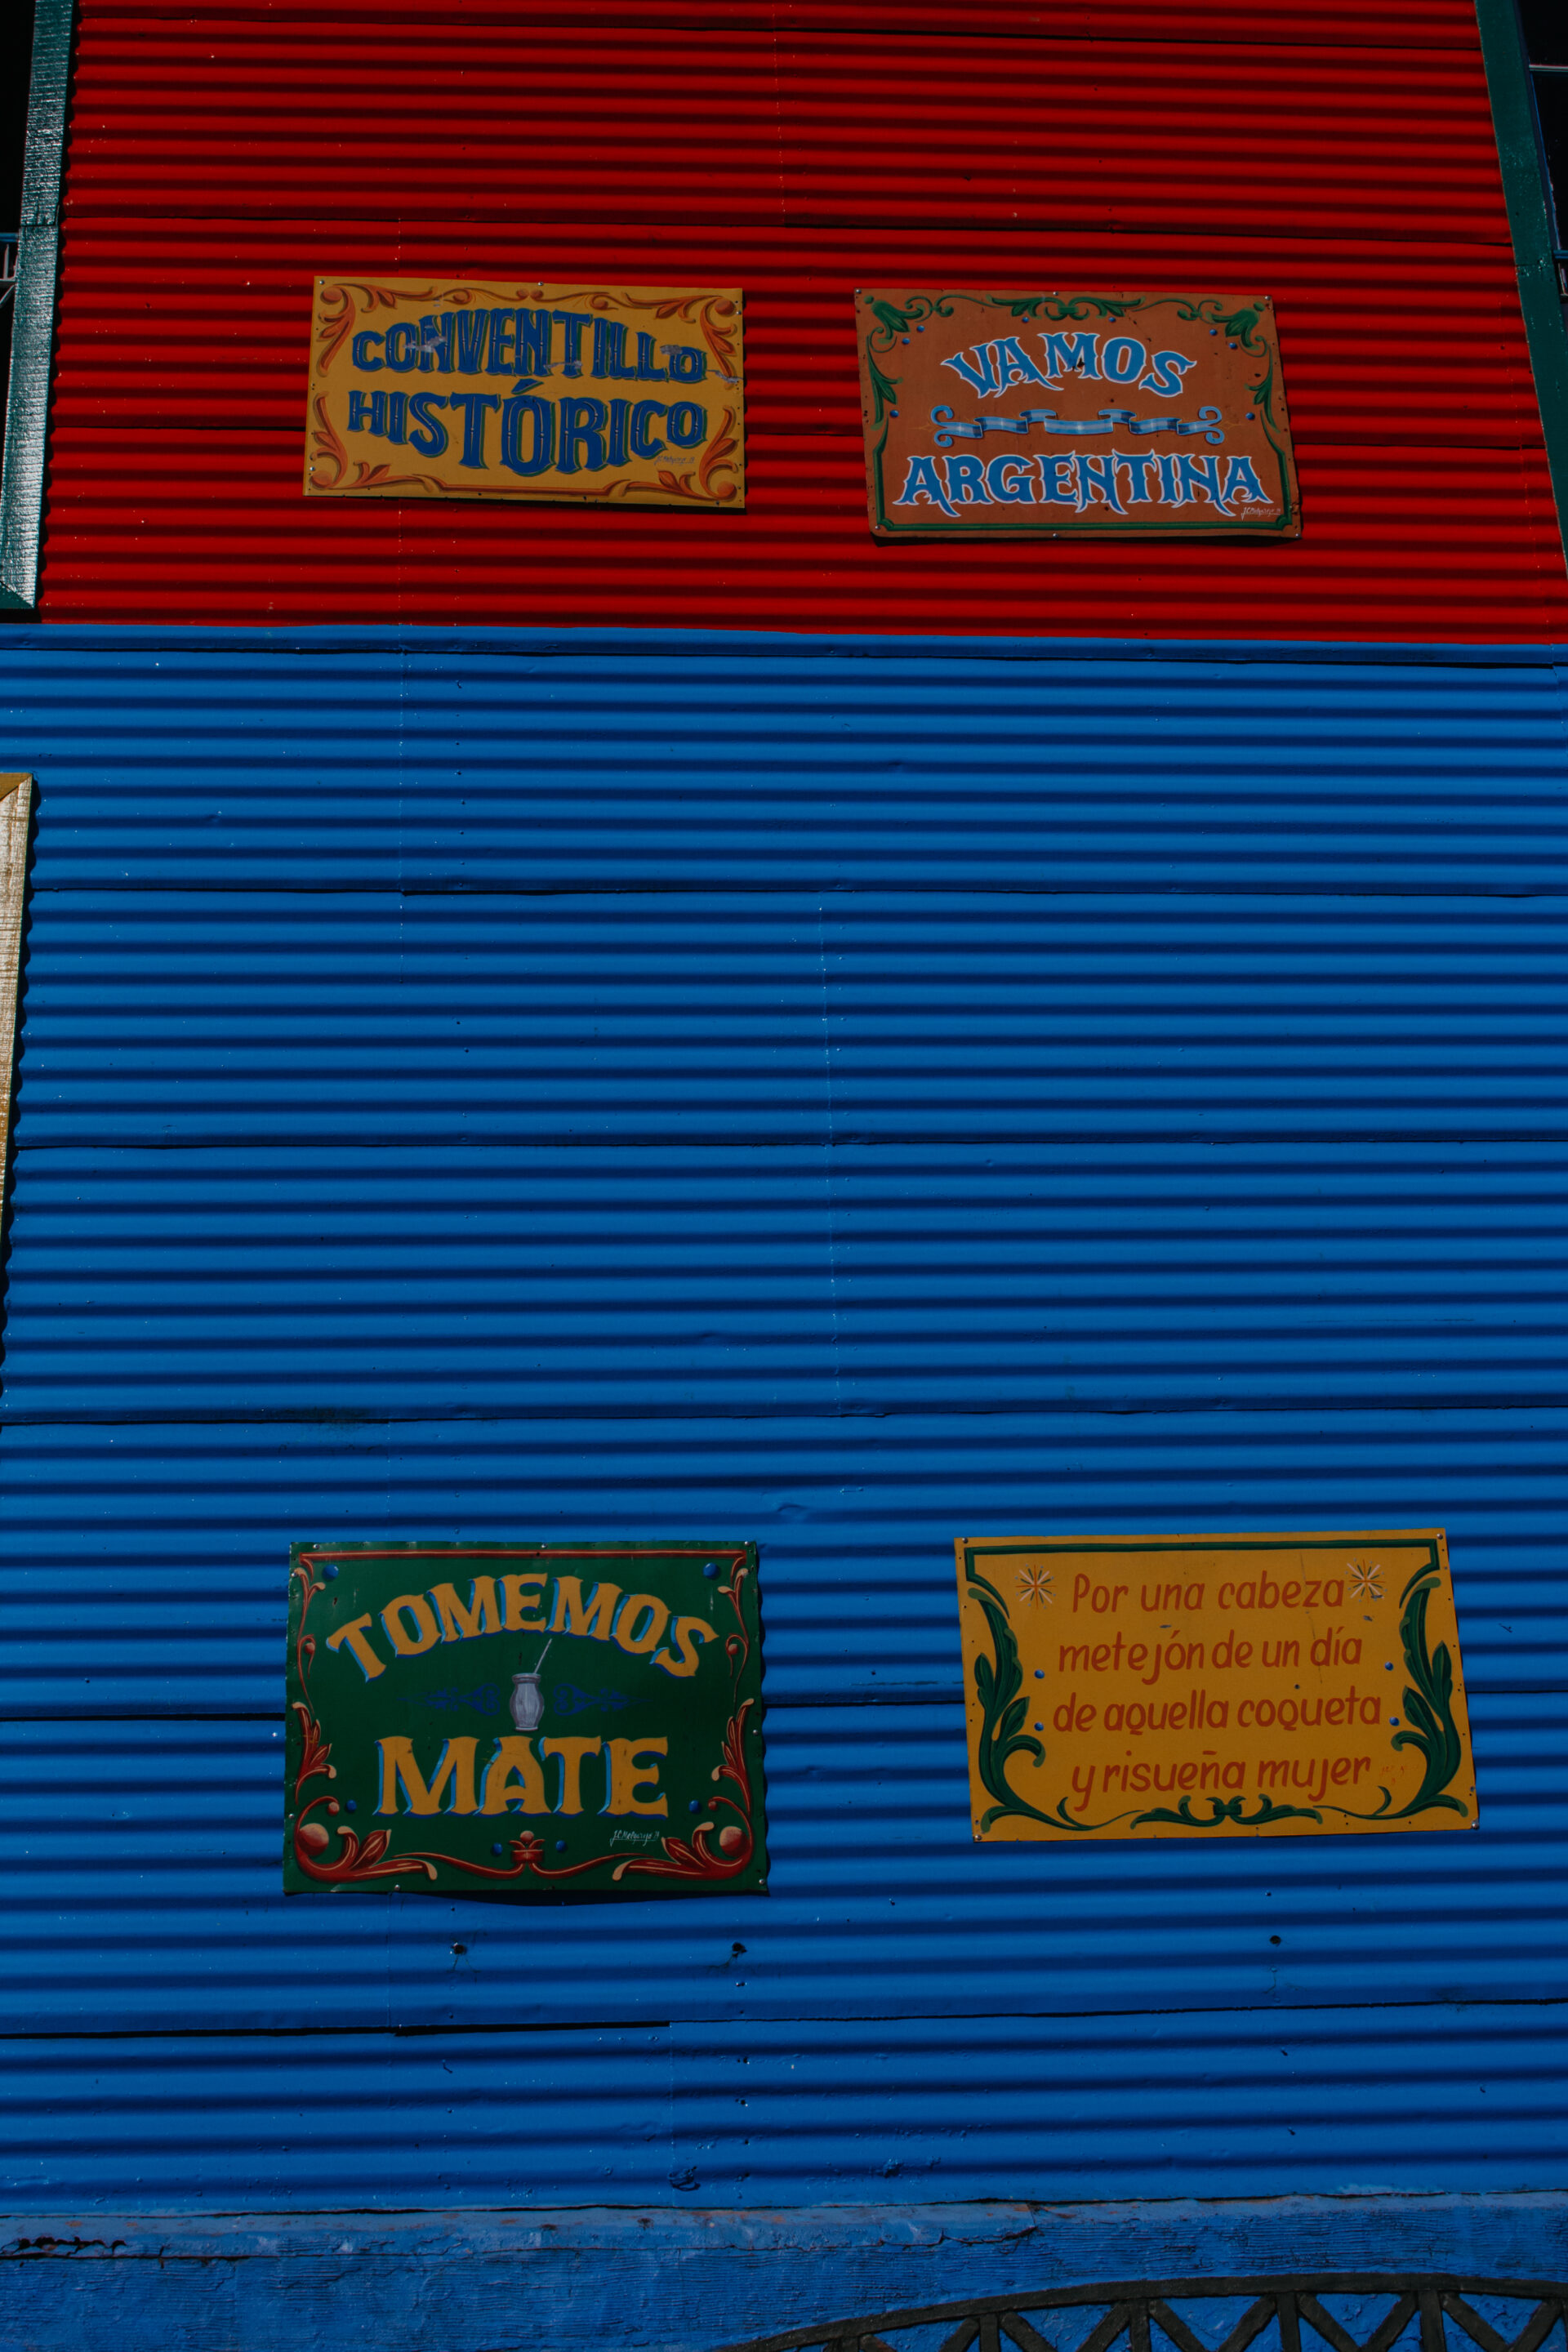 CONVENTILLO
HISTÓRICO
VAMOS
ARGENTINA
TOMEMOS
MATE
Por una cabeza
metejón de un día
de aquella coqueta
y risueña mujer